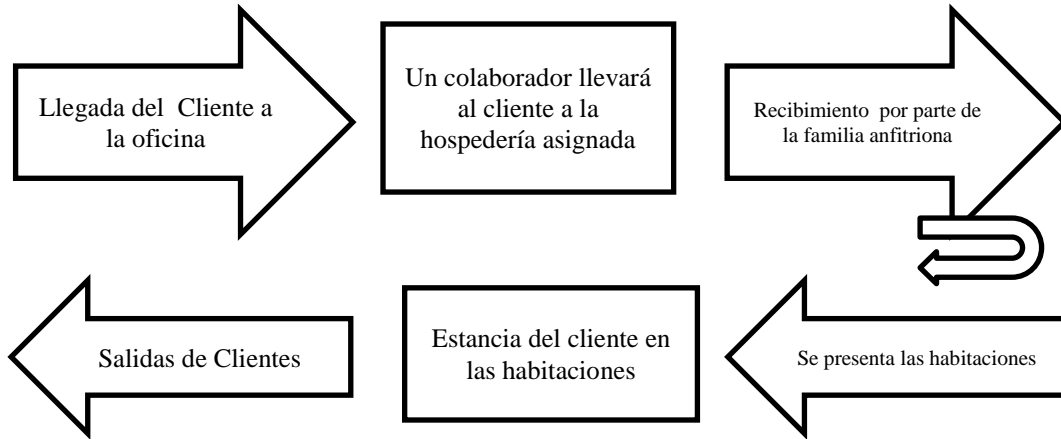 Llegada del Cliente a
la oficina
Un colaborador llevará
al cliente a la
hospedería asignada
Recibimiento por parte de
la familia anfitriona
Se presenta las habitaciones
Estancia del cliente en
las habitaciones
Salidas de Clientes